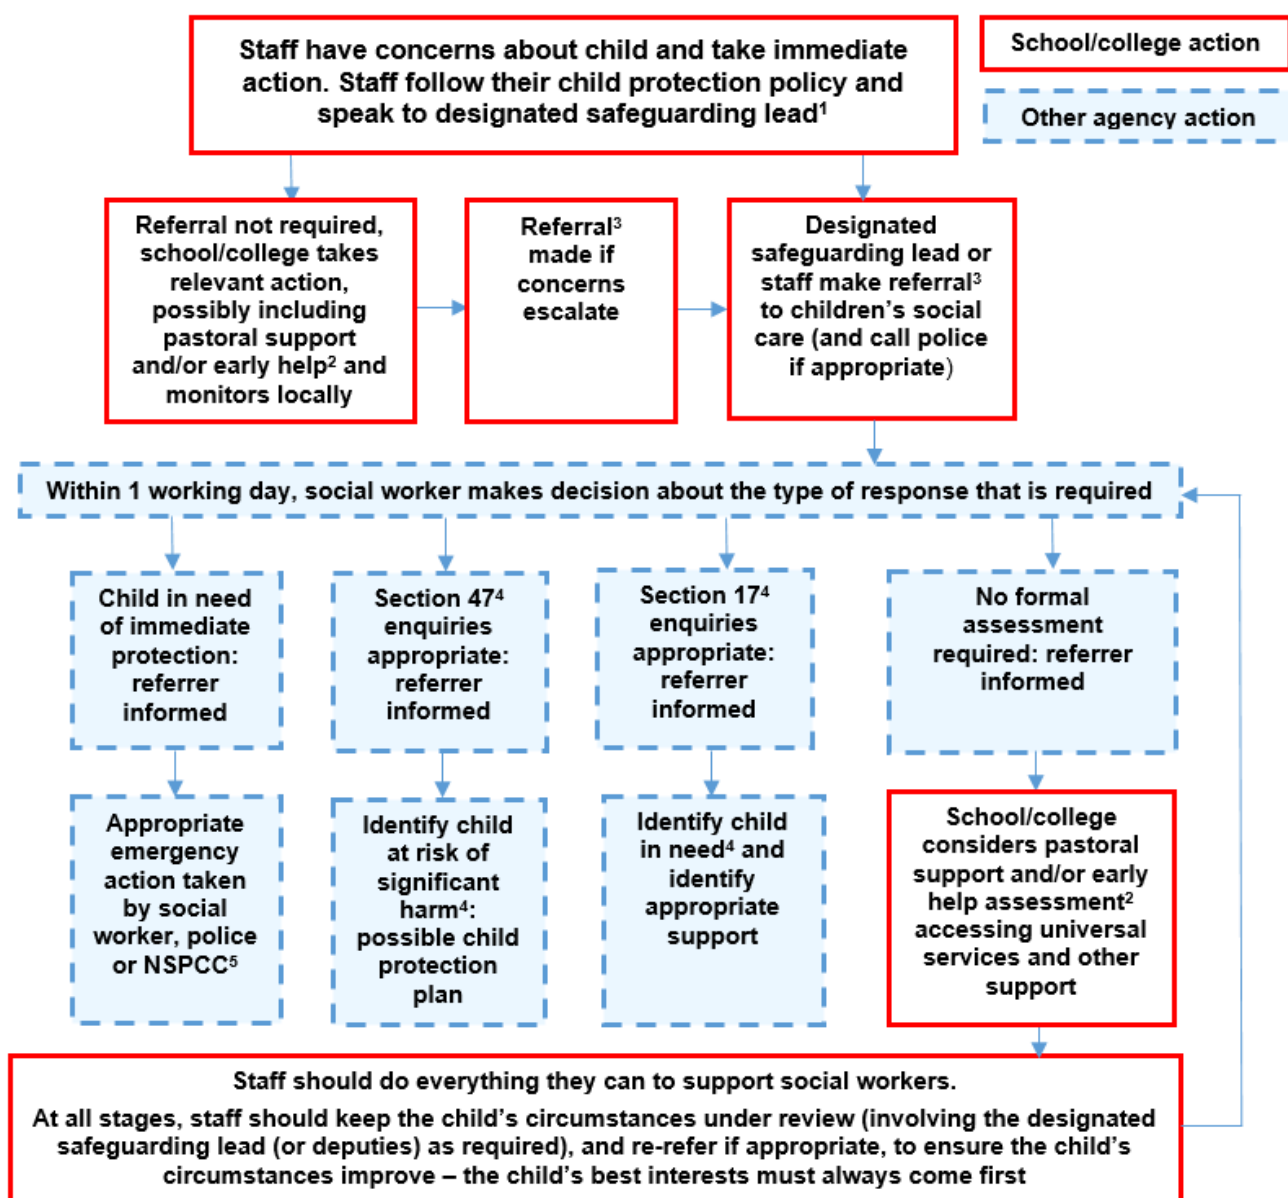 Staff have concerns about child and take immediate
action. Staff follow their child protection policy and
speak to designated safeguarding lead¹
School/college action
Other agency action
Referral not required,
school/college takes
relevant action,
possibly including
pastoral support
and/or early help² and
monitors locally
Referral³
made if
concerns
escalate
Designated
safeguarding lead or
staff make referral³
to children’s social
care (and call police
if appropriate)
Within 1 working day, social worker makes decision about the type of response that is required
Child in need
of immediate
protection:
referrer
informed
Section 47⁴
enquiries
appropriate:
referrer
informed
Section 17⁴
enquiries
appropriate:
referrer
informed
No formal
assessment
required: referrer
informed
Appropriate
emergency
action taken
by social
worker, police
or NSPCC⁵
Identify child
at risk of
significant
harm⁴:
possible child
protection
plan
Identify child
in need⁴ and
identify
appropriate
support
School/college
considers pastoral
support and/or early
help assessment²
accessing universal
services and other
support
Staff should do everything they can to support social workers.
At all stages, staff should keep the child’s circumstances under review (involving the designated
safeguarding lead (or deputies) as required), and re-refer if appropriate, to ensure the child’s
circumstances improve – the child’s best interests must always come first